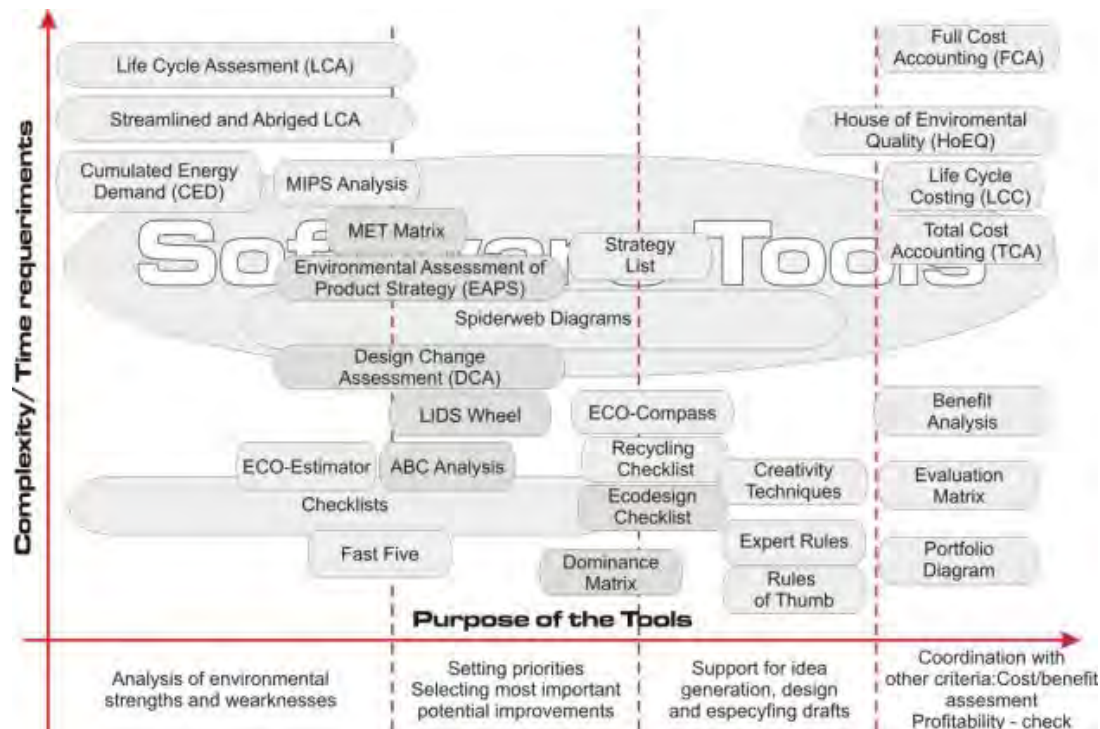 Complexity/ Time requeriments
Life Cycle Assesment (LCA)
Full Cost
Accounting (FCA)
Streamlined and Abriged LCA
House of Enviromental
Quality (HoEQ)
Cumulated Energy
Demand (CED)
MIPS Analysis
Life Cycle
Costing (LCC)
MET Matrix
Software Tools
Strategy
List
Total Cost
Accounting (TCA)
Environmental Assessment of
Product Strategy (EAPS)
Spiderweb Diagrams
Design Change
Assessment (DCA)
LIDS Wheel
ECO-Compass
Benefit
Analysis
ECO-Estimator
ABC Analysis
Recycling
Checklist
Creativity
Techniques
Evaluation
Matrix
Checklists
Ecodesign
Checklist
Fast Five
Expert Rules
Dominance
Matrix
Portfolio
Diagram
Rules
of Thumb
Purpose of the Tools
Analysis of environmental
strengths and weaknesses
Setting priorities
Selecting most important
potential improvements
Support for idea
generation, design
and especyfing drafts
Coordination with
other criteria:Cost/benefit
assesment
Profitability - check